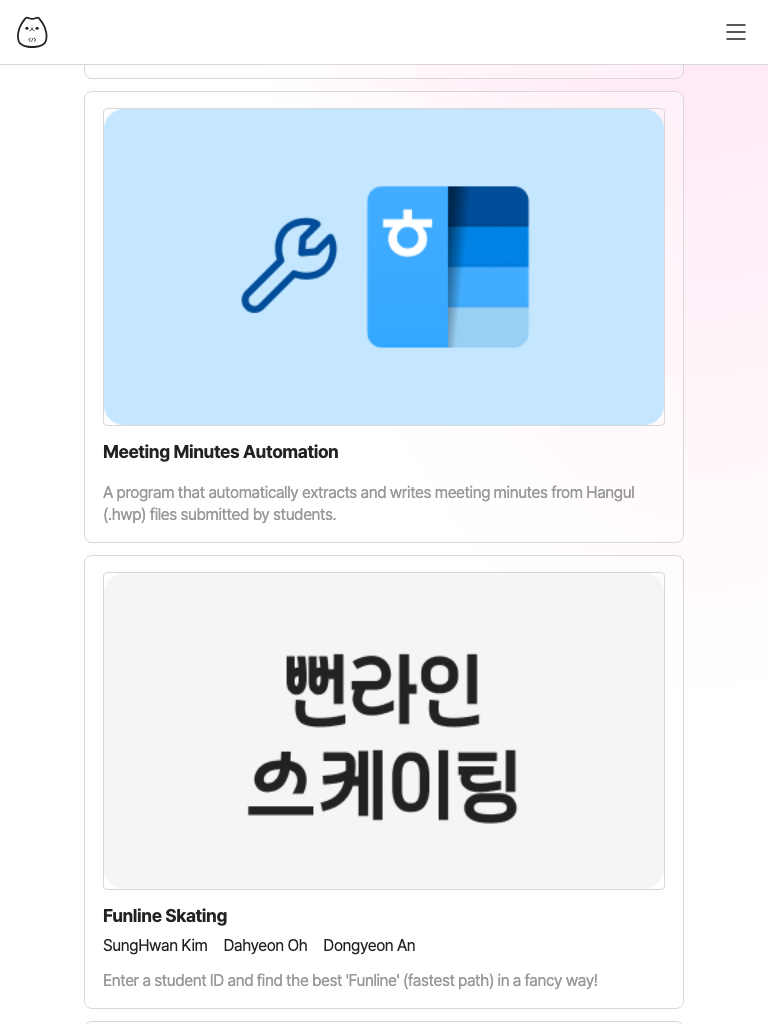 ㅎ
Meeting Minutes Automation
A program that automatically extracts and writes meeting minutes from Hangul
(.hwp) files submitted by students.
뻔라인
스케이팅
Funline Skating
SungHwan Kim Dahyeon Oh Dongyeon An
Enter a student ID and find the best 'Funline' (fastest path) in a fancy way!